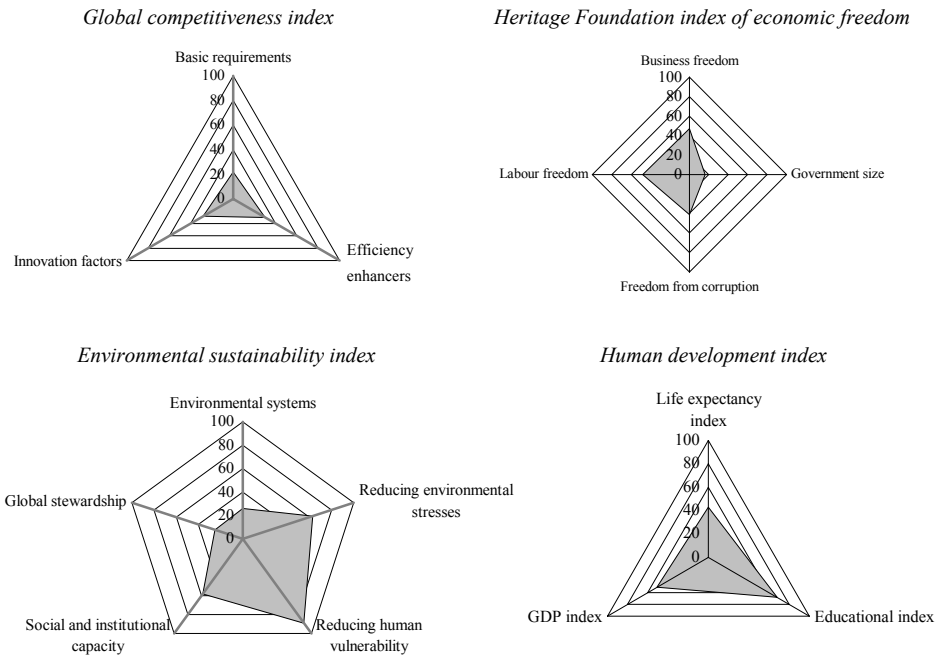 Global competitiveness index
Basic requirements
100
80
60
40
20
0
Innovation factors
Efficiency
enhancers
Heritage Foundation index of economic freedom
Business freedom
100
80
60
40
20
0
Labour freedom
Government size
Freedom from corruption
Environmental sustainability index
Environmental systems
100
80
60
40
20
0
Global stewardship
Reducing environmental
stresses
Social and institutional
capacity
Reducing human
vulnerability
Human development index
Life expectancy
index
100
80
60
40
20
0
GDP index
Educational index